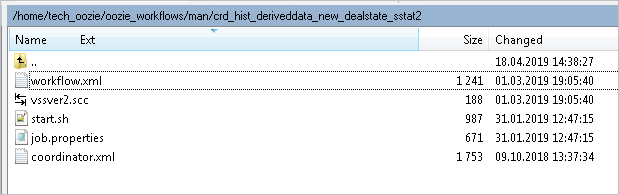 /home/tech_oozie/oozie_workflows/man/crd_hist_deriveddata_new_dealstate_sstat2
Name Ext Size Changed
.. 18.04.2019 14:38:27
workflow.xml 1 241 01.03.2019 19:05:40
vssver2.scc 188 01.03.2019 19:05:40
start.sh 987 31.01.2019 12:47:15
job.properties 671 31.01.2019 12:47:15
coordinator.xml 1 753 09.10.2018 13:37:34